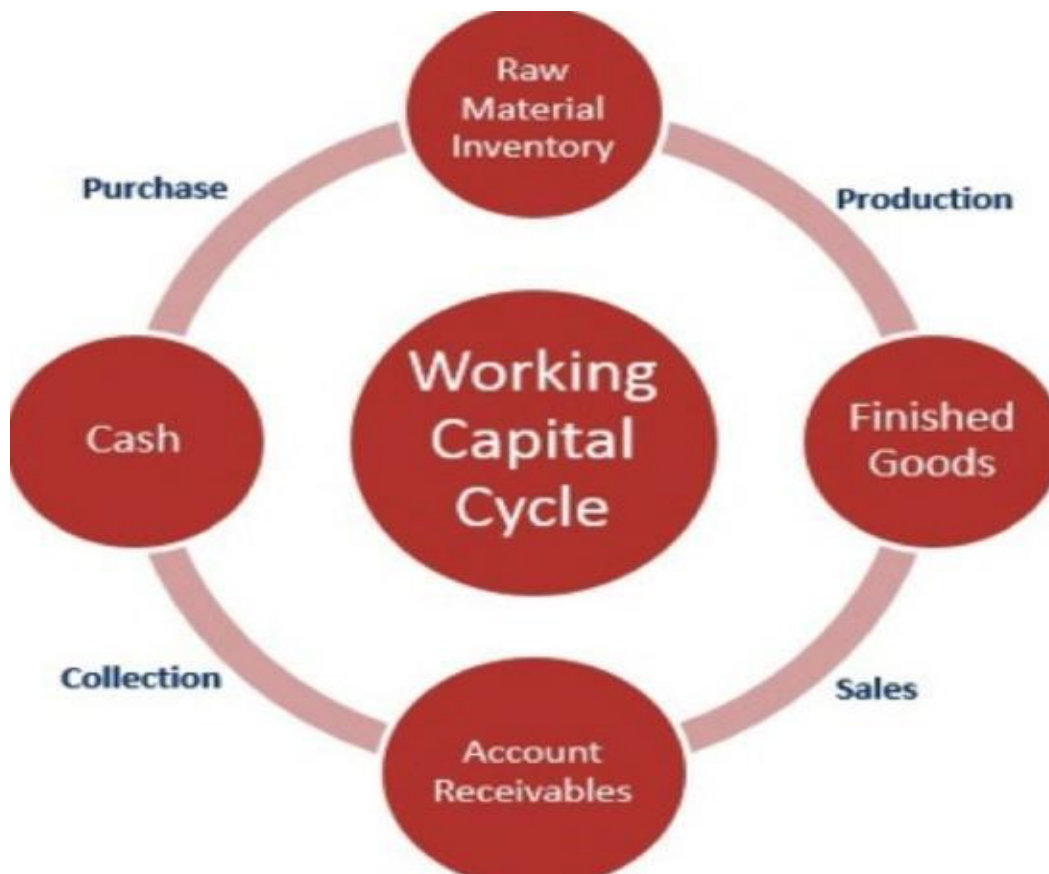 Raw
Material
Inventory
Purchase
Production
Working
Capital
Cycle
Cash
Finished
Goods
Collection
Sales
Account
Receivables